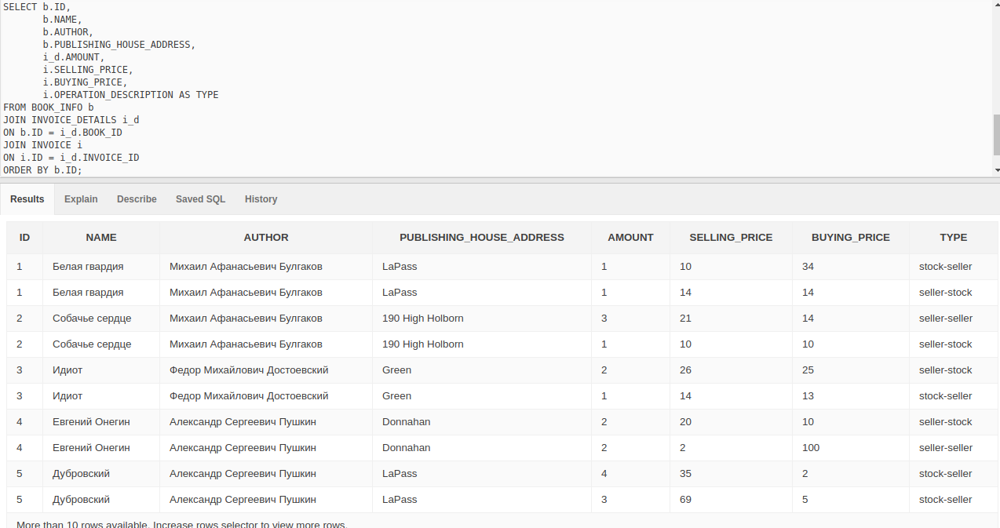 SELECT b.ID,
b.NAME,
b.AUTHOR,
b.PUBLISHING_HOUSE_ADDRESS,
i_d.AMOUNT,
i.SELLING_PRICE,
i.BUYING_PRICE,
i.OPERATION_DESCRIPTION AS TYPE
FROM BOOK_INFO b
JOIN INVOICE_DETAILS i_d
ON b.ID = i_d.BOOK_ID
JOIN INVOICE i
ON i.ID = i_d.INVOICE_ID
ORDER BY b.ID;
Results Explain Describe Saved SQL History
ID NAME AUTHOR PUBLISHING_HOUSE_ADDRESS AMOUNT SELLING_PRICE BUYING_PRICE TYPE
1 Белая гвардия Михаил Афанасьевич Булгаков LaPass 1 10 34 stock-seller
1 Белая гвардия Михаил Афанасьевич Булгаков LaPass 1 14 14 seller-stock
2 Собачье сердце Михаил Афанасьевич Булгаков 190 High Holborn 3 21 14 seller-seller
2 Собачье сердце Михаил Афанасьевич Булгаков 190 High Holborn 1 10 10 seller-stock
3 Идиот Федор Михайлович Достоевский Green 2 26 25 seller-stock
3 Идиот Федор Михайлович Достоевский Green 1 14 13 stock-seller
4 Евгений Онегин Александр Сергеевич Пушкин Donnahan 2 20 10 seller-stock
4 Евгений Онегин Александр Сергеевич Пушкин Donnahan 2 2 100 seller-seller
5 Дубровский Александр Сергеевич Пушкин LaPass 4 35 2 stock-seller
5 Дубровский Александр Сергеевич Пушкин LaPass 3 69 5 stock-seller
More than 10 rows available. Increase rows selector to view more rows.